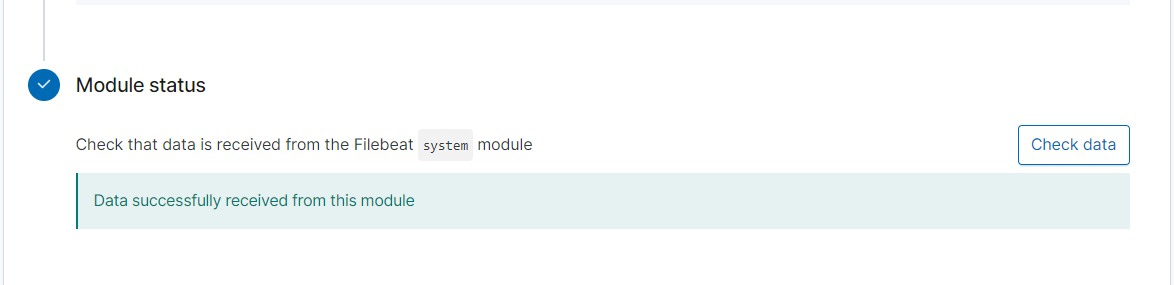 Module status
Check that data is received from the Filebeat system module
Check data
Data successfully received from this module